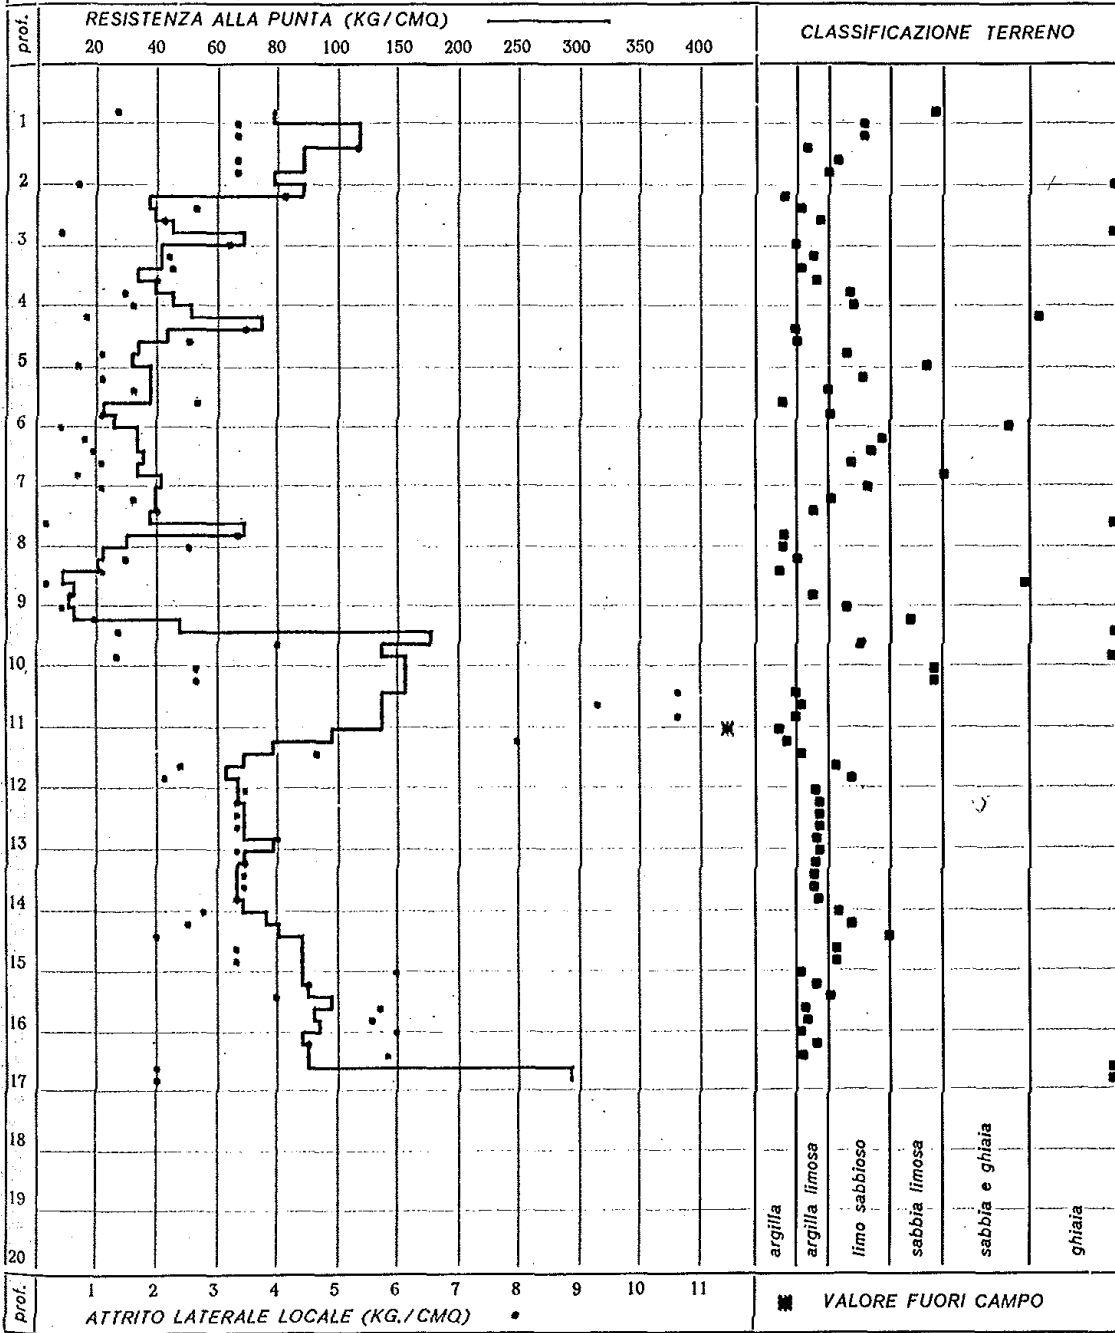 prof.
RESISTENZA ALLA PUNTA (KG/CMQ)
20 40 60 80 100 150 200 250 300 350 400
CLASSIFICAZIONE TERRENO
1
2
3
4
5
6
7
8
9
10
11
12
13
14
15
16
17
18
19
20
argilla
argilla limosa
limo sabbioso
sabbia limosa
sabbia e ghiaia
ghiaia
prof.
1 2 3 4 5 6 7 8 9 10 11
ATTRITO LATERALE LOCALE (KG./CMQ)
VALORE FUORI CAMPO